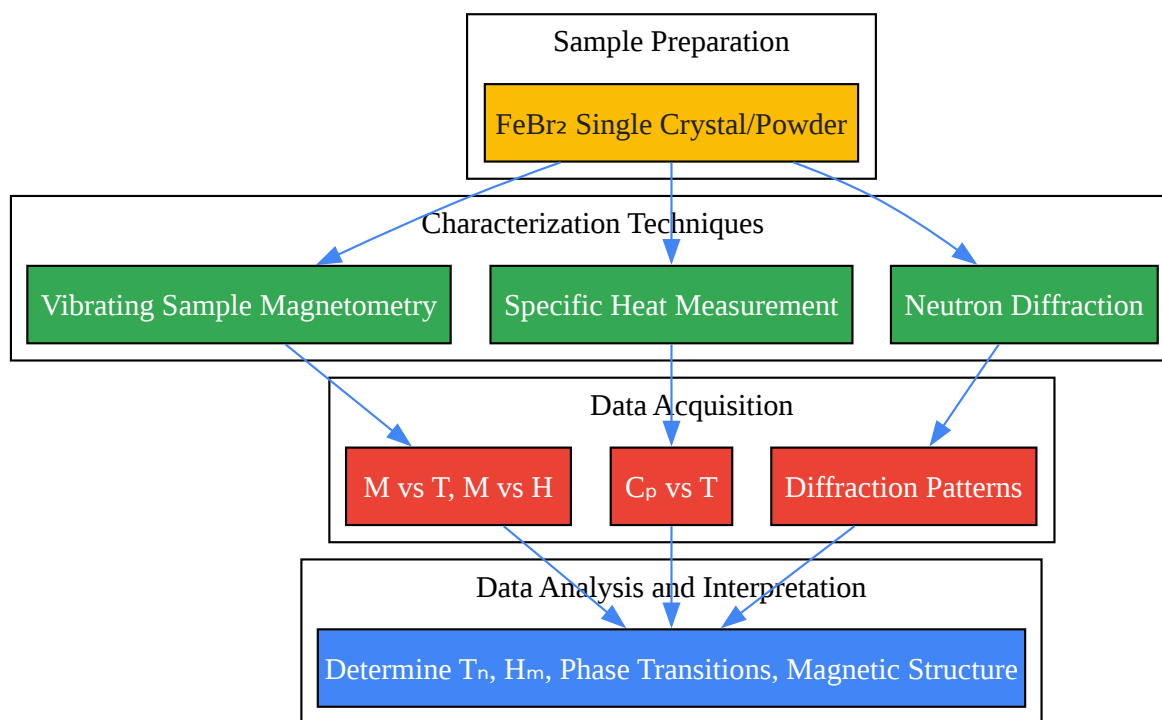 Sample Preparation
FeBr₂ Single Crystal/Powder
Characterization Techniques
Vibrating Sample Magnetometry
Specific Heat Measurement
Neutron Diffraction
Data Acquisition
M vs T, M vs H
Cₚ vs T
Diffraction Patterns
Data Analysis and Interpretation
Determine Tₙ, Hₘ, Phase Transitions, Magnetic Structure